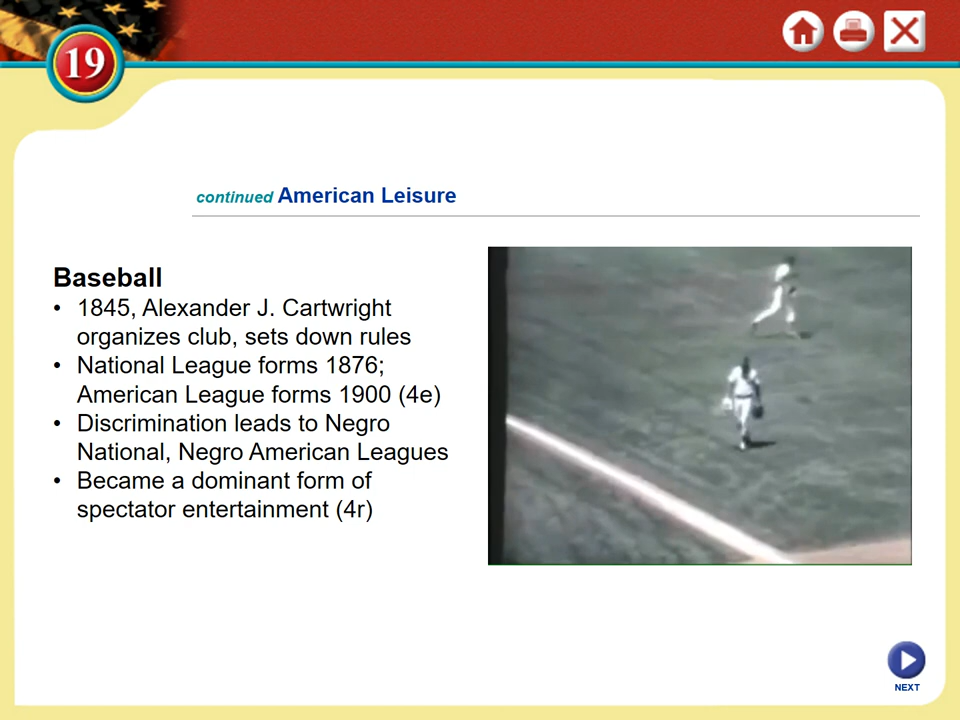 19
continued American Leisure
Baseball
• 1845, Alexander J. Cartwright
organizes club, sets down rules
• National League forms 1876;
American League forms 1900 (4e)
• Discrimination leads to Negro
National, Negro American Leagues
• Became a dominant form of
spectator entertainment (4r)
NEXT